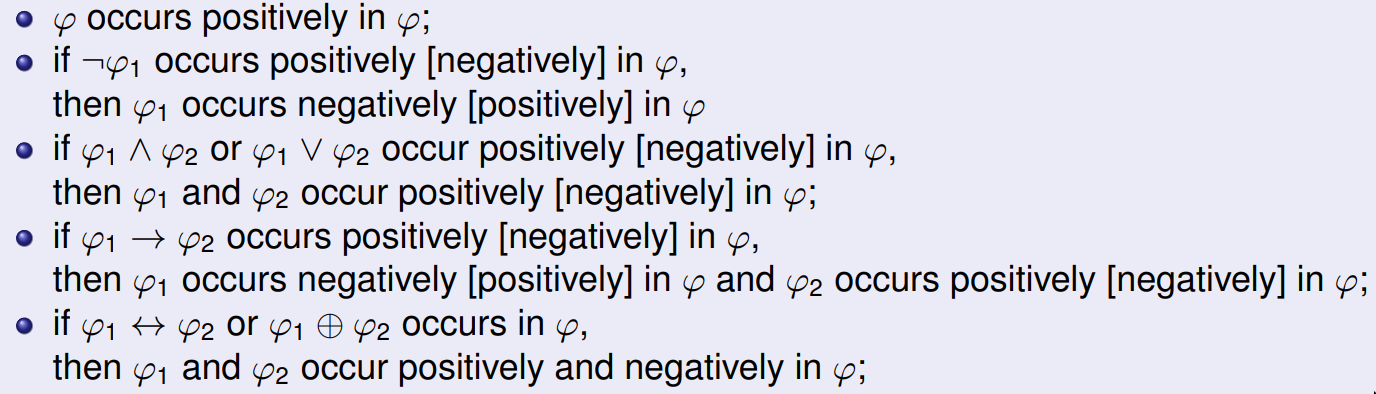 • φ occurs positively in φ;
• if ¬φ₁ occurs positively [negatively] in φ,
then φ₁ occurs negatively [positively] in φ
• if φ₁ ∧ φ₂ or φ₁ ∨ φ₂ occur positively [negatively] in φ,
then φ₁ and φ₂ occur positively [negatively] in φ;
• if φ₁ → φ₂ occurs positively [negatively] in φ,
then φ₁ occurs negatively [positively] in φ and φ₂ occurs positively [negatively] in φ;
• if φ₁ ↔ φ₂ or φ₁ ⊕ φ₂ occurs in φ,
then φ₁ and φ₂ occur positively and negatively in φ;